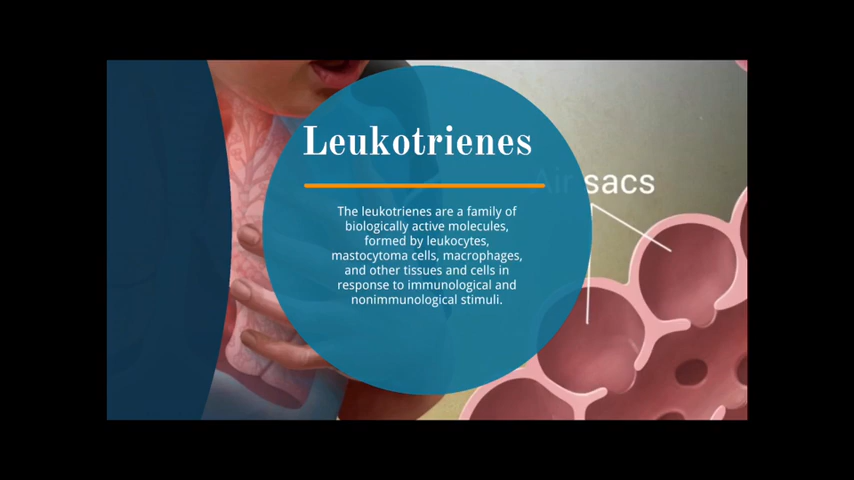 Leukotrienes
Air sacs
The leukotrienes are a family of
biologically active molecules,
formed by leukocytes,
mastocytoma cells, macrophages,
and other tissues and cells in
response to immunological and
nonimmunological stimuli.